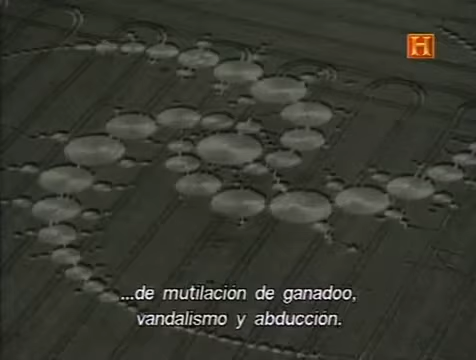 H
...de mutilación de ganadoo,
vandalismo y abducción.